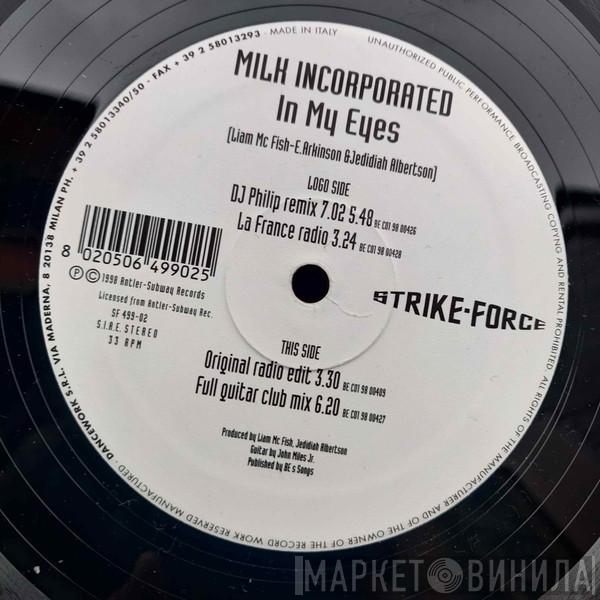 DANCEWORK S.R.L. VIA MADERNA, 8 20138 MILAN PH. + 39 2 58013340/50 - FAX + 39 2 58013293 · MADE IN ITALY
UNAUTHORIZED PUBLIC PERFORMANCE BROADCASTING COPYNG AND RENTAL PROHIBITED. ALL RIGHTS OF THE MANUFACTURER AND OF THE OWNER OF THE RECORD WORK RESERVED MANUFACTURED
MILK INCORPORATED
In My Eyes
[Liam Mc Fish-E.Arkinson &Jedidiah Albertson]
LOGO SIDE
DJ Philip remix 7.02 5.48 BE C01 98 00426
La France radio 3.24 BE C01 98 00428
8 020506 499025
P C 1998 Antler-Subway Records
Licensed from Antler-Subway Rec.
SF 499-02
S.I.A.E. STEREO
33 RPM
STRIKE-FORCE
THIS SIDE
Original radio edit 3.30 BE C01 98 00409
Full guitar club mix 6.20 BE C01 98 00427
Produced by Liam Mc Fish, Jedidiah Albertson
Guitar by John Miles Jr.
Published by BE s Songs
МАРКЕТ ВИНИЛА